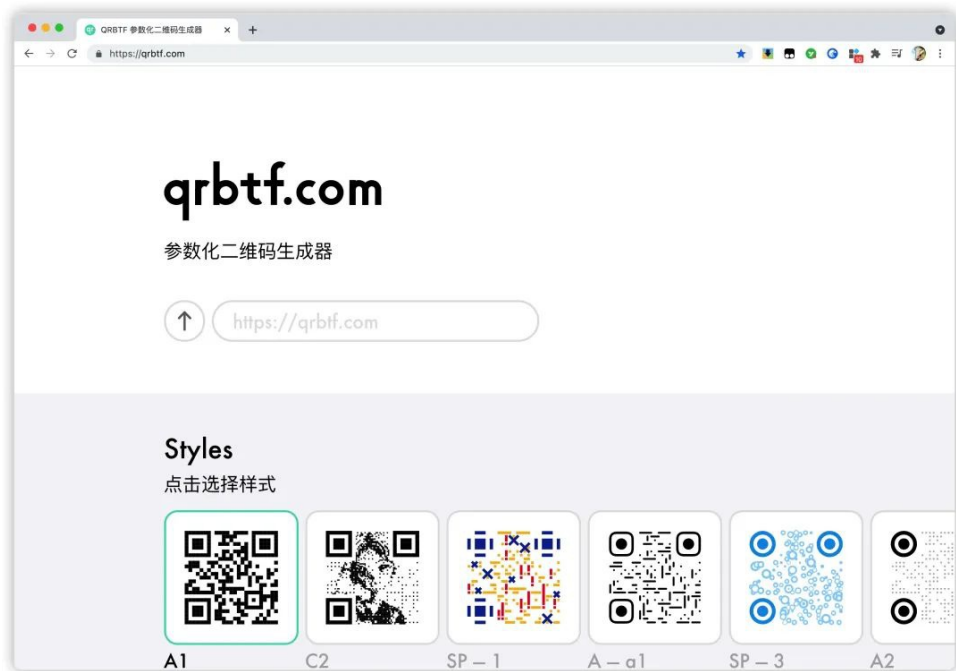 QRBTF 参数化二维码生成器
https://qrbtf.com
10
qrbtf.com
参数化二维码生成器
https://qrbtf.com
Styles
点击选择样式
A1 C2 SP – 1 A – a1 SP – 3 A2